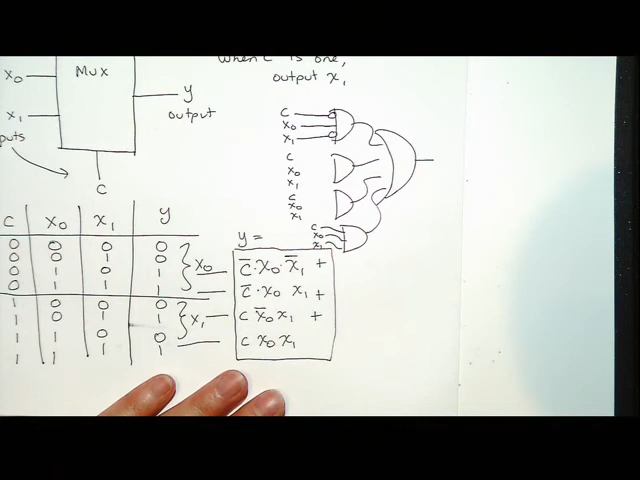 when C is one,
output x₁
x₀
MUX
y
output
x₁
puts
C
C
x₀
x₁
C
x₀
x₁
C
x₀
x₁
C
x₀
x₁
C x₀ x₁ y
0 0 0 0
0 0 1 0
0 1 0 1
0 1 1 1
x₀
1 0 0 0
1 0 1 1
1 1 0 0
1 1 1 1
x₁
y =
C̅·x₀·x̅₁ +
C̅·x₀ x₁ +
C x̅₀ x₁ +
C x₀ x₁